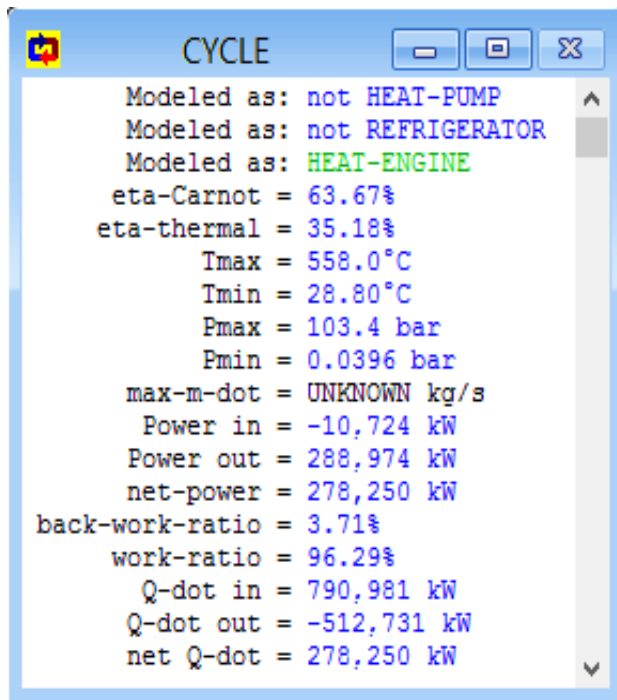 CYCLE
Modeled as: not HEAT-PUMP
Modeled as: not REFRIGERATOR
Modeled as: HEAT-ENGINE
eta-Carnot = 63.67%
eta-thermal = 35.18%
Tmax = 558.0°C
Tmin = 28.80°C
Pmax = 103.4 bar
Pmin = 0.0396 bar
max-m-dot = UNKNOWN kg/s
Power in = -10,724 kW
Power out = 288,974 kW
net-power = 278,250 kW
back-work-ratio = 3.71%
work-ratio = 96.29%
Q-dot in = 790,981 kW
Q-dot out = -512,731 kW
net Q-dot = 278,250 kW